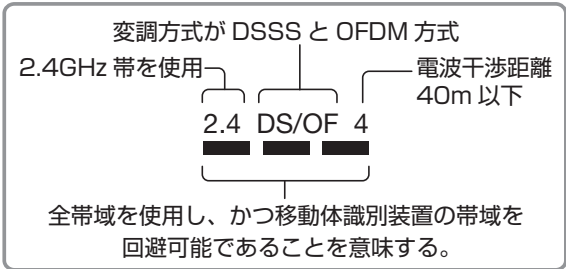 変調方式が DSSS と OFDM 方式
2.4GHz 帯を使用
電波干渉距離
40m 以下
2.4 DS/OF 4
全帯域を使用し、かつ移動体識別装置の帯域を
回避可能であることを意味する。